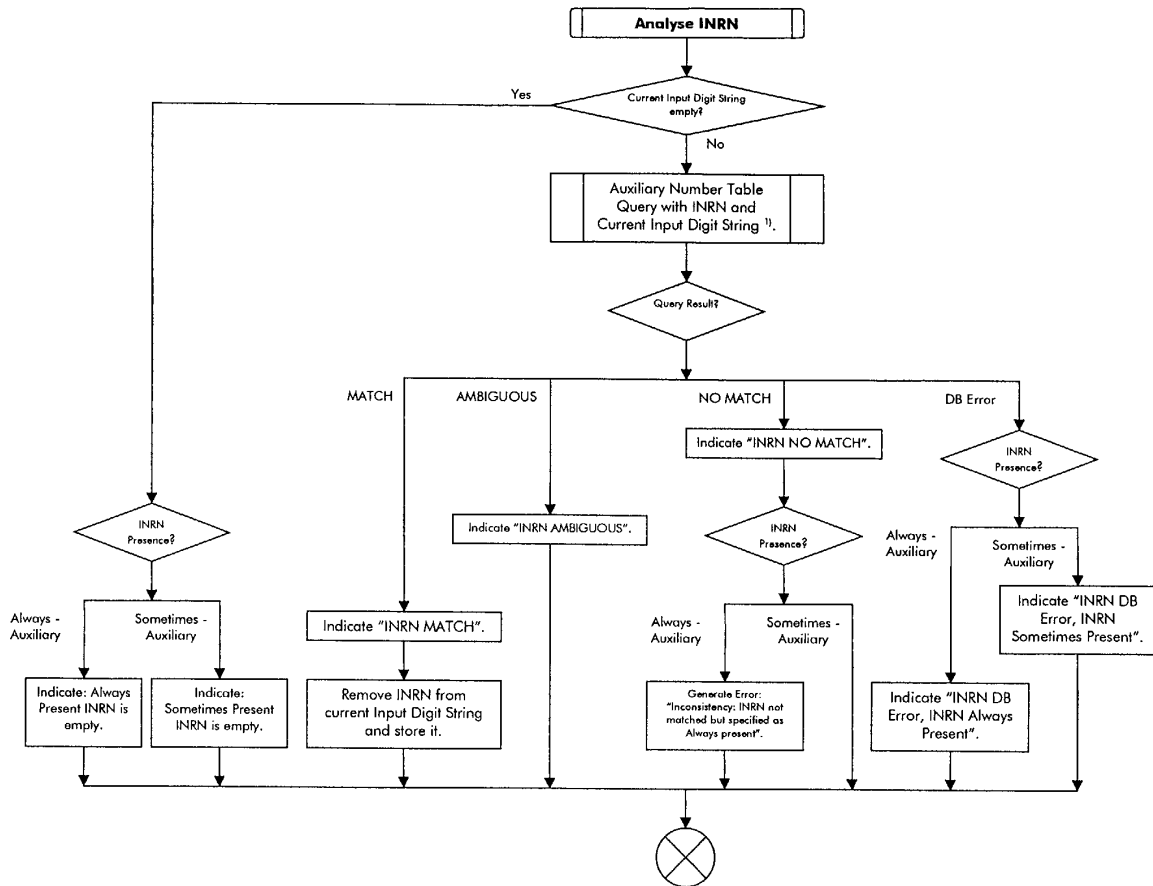 Analyse INRN
Current Input Digit String
empty?
Yes
No
Auxiliary Number Table
Query with INRN and
Current Input Digit String 1).
Query Result?
MATCH
AMBIGUOUS
NO MATCH
DB Error
Indicate "INRN NO MATCH".
INRN
Presence?
INRN
Presence?
Indicate "INRN AMBIGUOUS".
INRN
Presence?
Always -
Auxiliary
Sometimes -
Auxiliary
Always -
Auxiliary
Sometimes -
Auxiliary
Indicate "INRN MATCH".
Always -
Auxiliary
Sometimes -
Auxiliary
Indicate "INRN DB
Error, INRN
Sometimes Present".
Indicate: Always
Present INRN is
empty.
Indicate:
Sometimes Present
INRN is empty.
Remove INRN from
current Input Digit String
and store it.
Generate Error:
"Inconsistency: INRN not
matched but specified as
Always present".
Indicate "INRN DB
Error, INRN Always
Present".